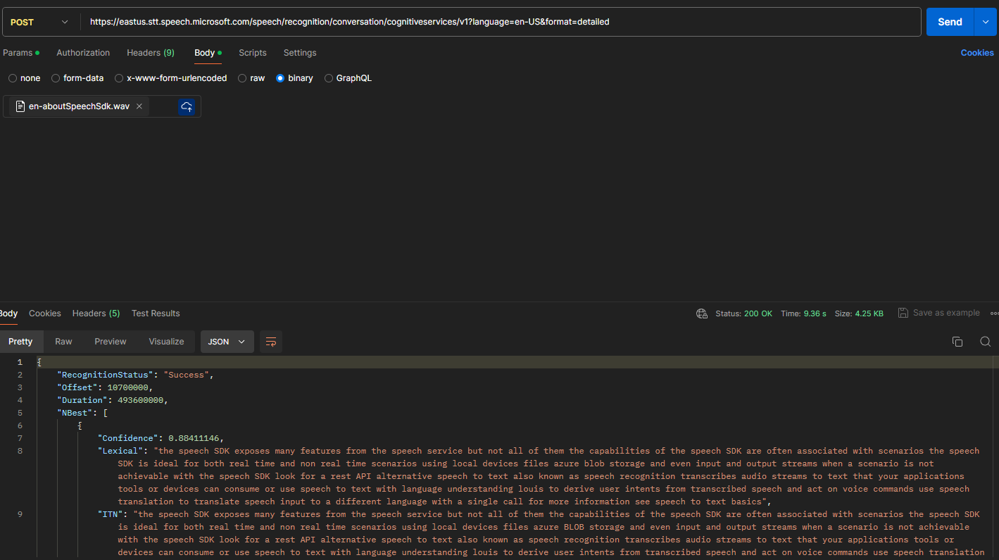 POST https://eastus.stt.speech.microsoft.com/speech/recognition/conversation/cognitiveservices/v1?language=en-US&format=detailed Send
Params Authorization Headers (9) Body Scripts Settings Cookies
none form-data x-www-form-urlencoded raw binary GraphQL
en-aboutSpeechSdk.wav
Body Cookies Headers (5) Test Results Status: 200 OK Time: 9.36 s Size: 4.25 KB Save as example
Pretty Raw Preview Visualize JSON
1 {
2 "RecognitionStatus": "Success",
3 "Offset": 10700000,
4 "Duration": 493600000,
5 "NBest": [
6 {
7 "Confidence": 0.88411146,
8 "Lexical": "the speech SDK exposes many features from the speech service but not all of them the capabilities of the speech SDK are often associated with scenarios the speech
SDK is ideal for both real time and non real time scenarios using local devices files azure blob storage and even input and output streams when a scenario is not
achievable with the speech SDK look for a rest API alternative speech to text also known as speech recognition transcribes audio streams to text that your applications
tools or devices can consume or use speech to text with language understanding louis to derive user intents from transcribed speech and act on voice commands use speech
translation to translate speech input to a different language with a single call for more information see speech to text basics",
9 "ITN": "the speech SDK exposes many features from the speech service but not all of them the capabilities of the speech SDK are often associated with scenarios the speech SDK
is ideal for both real time and non real time scenarios using local devices files azure BLOB storage and even input and output streams when a scenario is not achievable
with the speech SDK look for a rest API alternative speech to text also known as speech recognition transcribes audio streams to text that your applications tools or
devices can consume or use speech to text with language understanding louis to derive user intents from transcribed speech and act on voice commands use speech translation